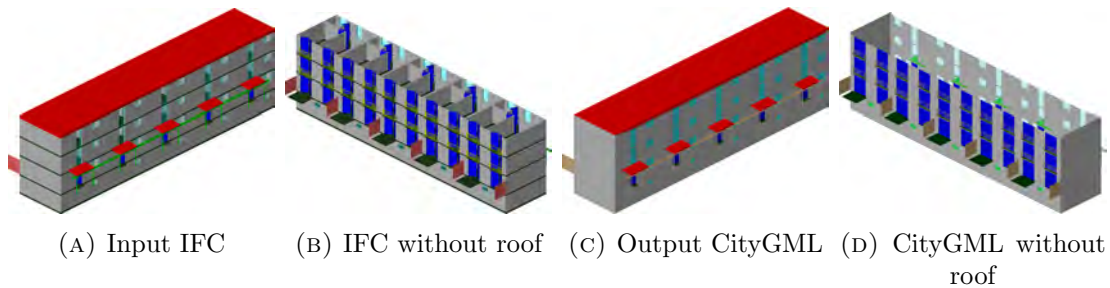 (A) Input IFC
(B) IFC without roof
(C) Output CityGML
(D) CityGML without
roof